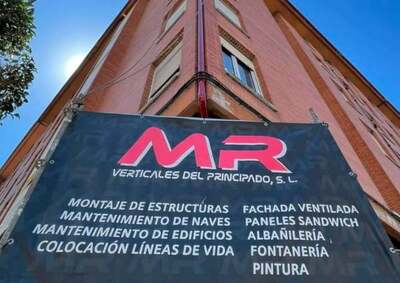 MR
VERTICALES DEL PRINCIPADO, S. L.
MONTAJE DE ESTRUCTURAS
MANTENIMIENTO DE NAVES
MANTENIMIENTO DE EDIFICIOS
COLOCACIÓN LÍNEAS DE VIDA
FACHADA VENTILADA
PANELES SANDWICH
ALBAÑILERÍA
FONTANERÍA
PINTURA